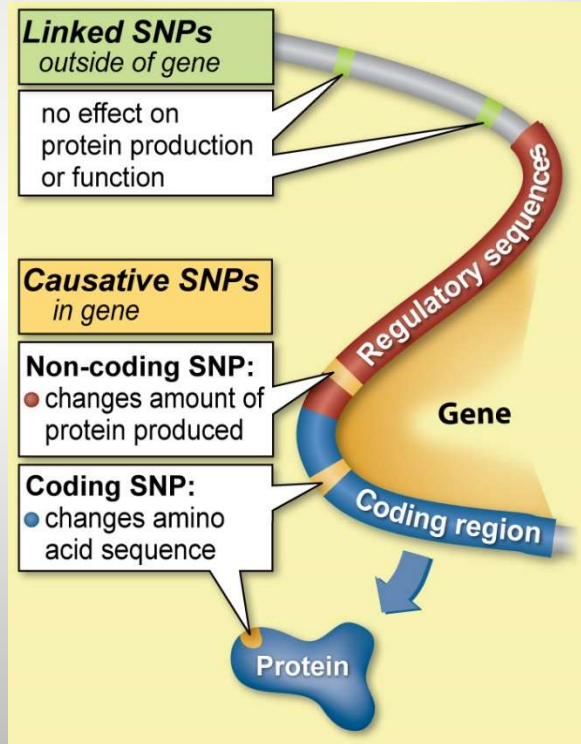 Linked SNPs
outside of gene
no effect on
protein production
or function
Regulatory sequences
Causative SNPs
in gene
Non-coding SNP:
changes amount of
protein produced
Gene
Coding SNP:
changes amino
acid sequence
Coding region
Protein